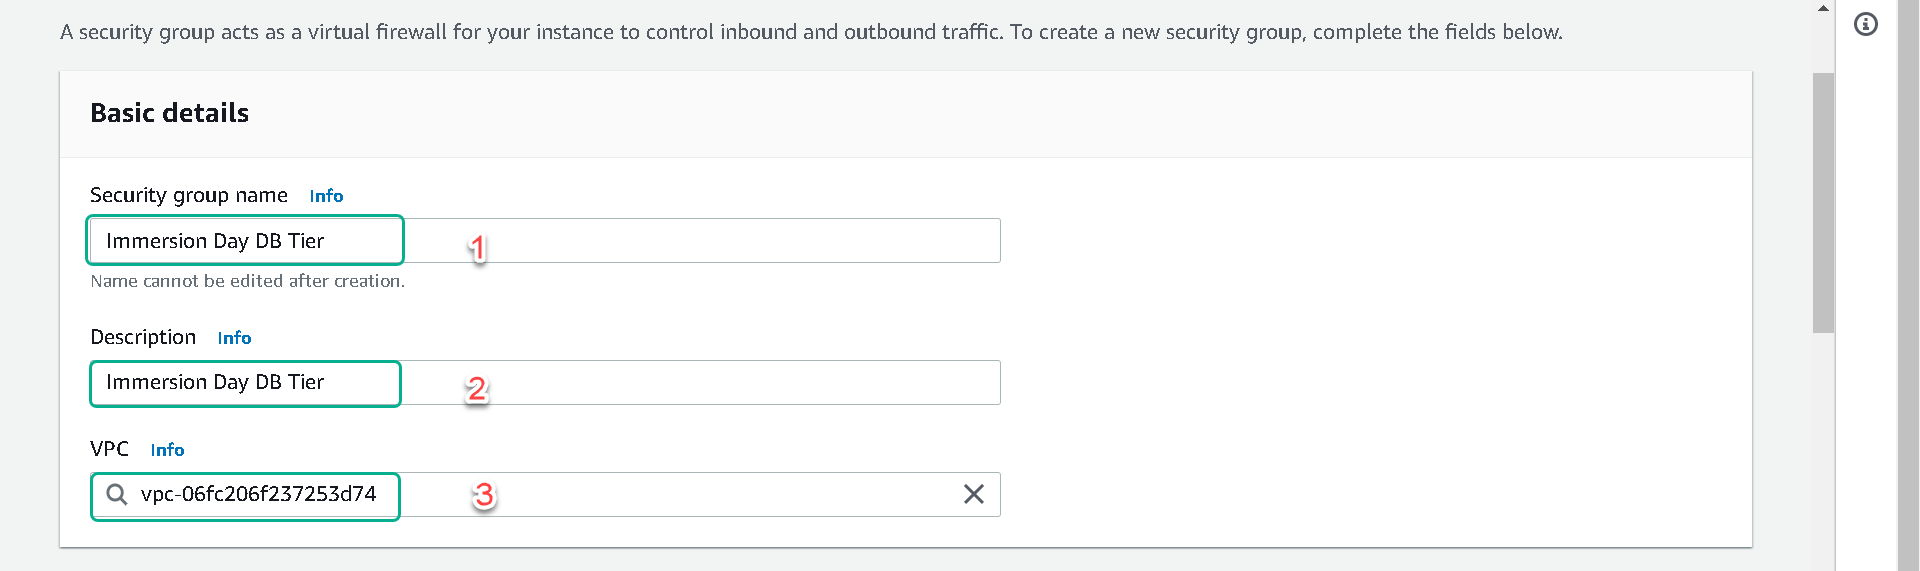 A security group acts as a virtual firewall for your instance to control inbound and outbound traffic. To create a new security group, complete the fields below.
Basic details
Security group name Info
Immersion Day DB Tier 1
Name cannot be edited after creation.
Description Info
Immersion Day DB Tier 2
VPC Info
vpc-06fc206f237253d74 3